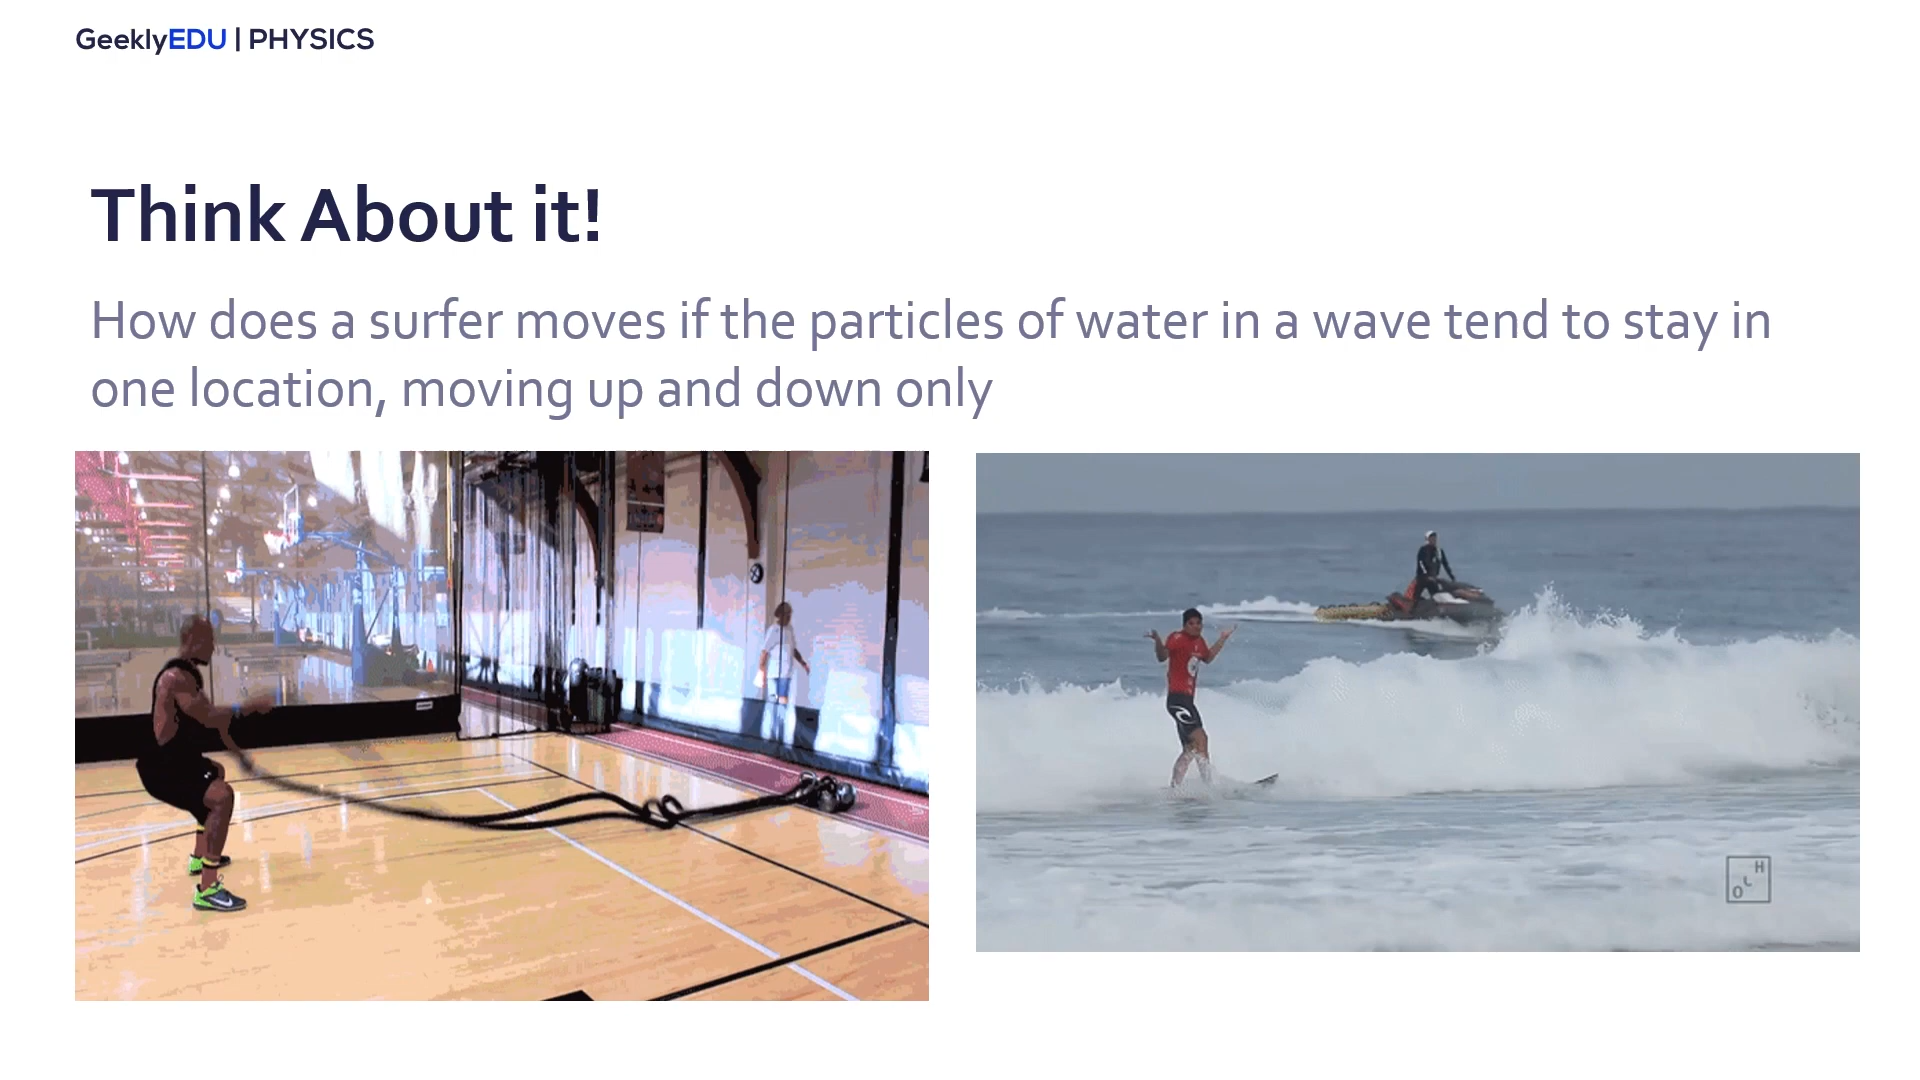 GeeklyEDU | PHYSICS
Think About it!
How does a surfer moves if the particles of water in a wave tend to stay in
one location, moving up and down only
H
L
O